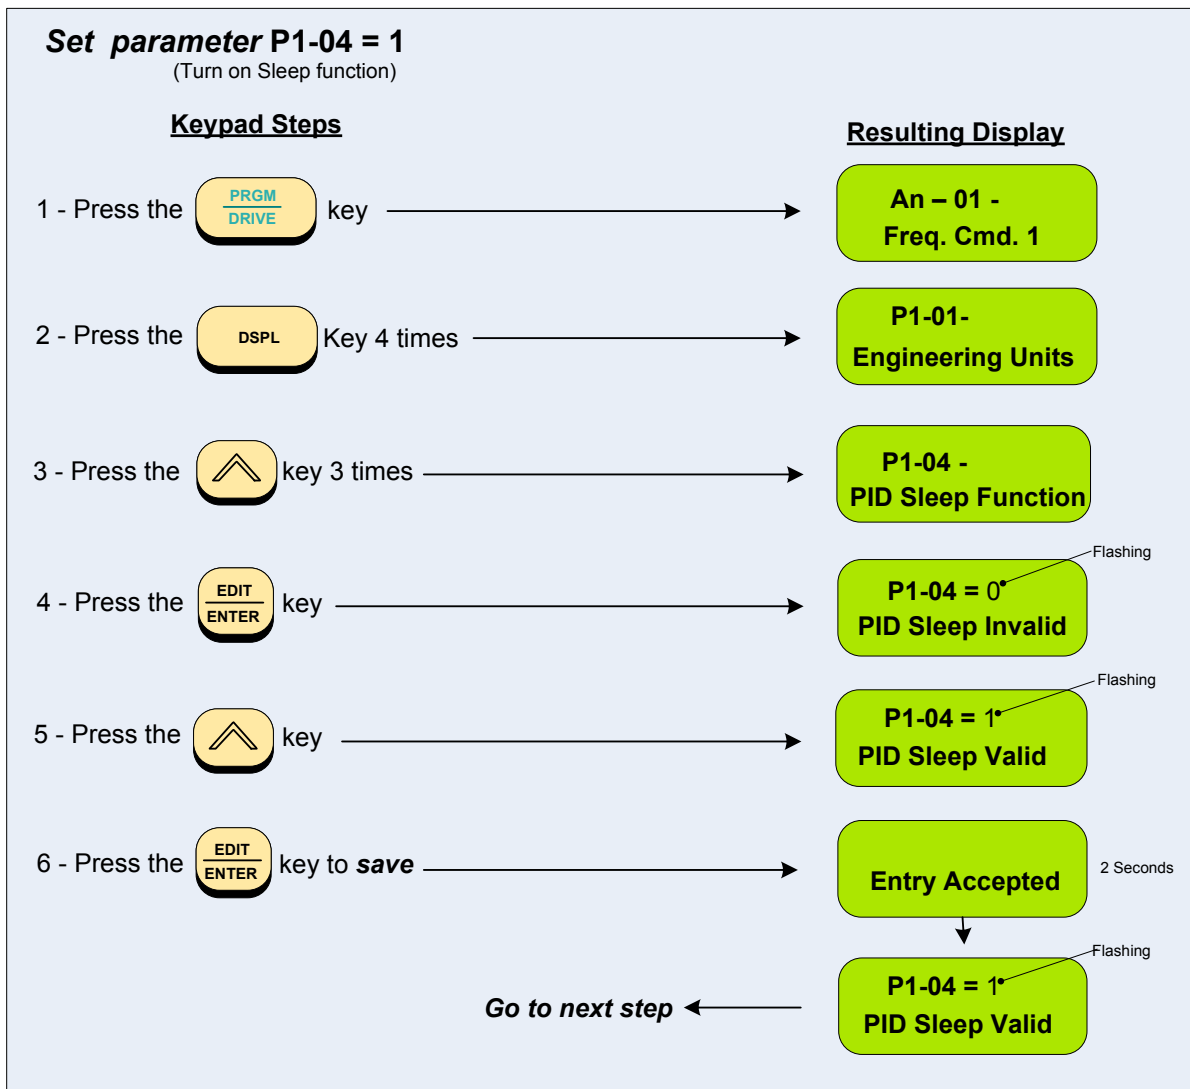 Set parameter P1-04 = 1
(Turn on Sleep function)
Keypad Steps
Resulting Display
1 - Press the PRGM DRIVE key
An – 01 -
Freq. Cmd. 1
2 - Press the DSPL Key 4 times
P1-01-
Engineering Units
3 - Press the key 3 times
P1-04 -
PID Sleep Function
4 - Press the EDIT ENTER key
Flashing
P1-04 = 0
PID Sleep Invalid
5 - Press the key
Flashing
P1-04 = 1
PID Sleep Valid
6 - Press the EDIT ENTER key to save
Entry Accepted
2 Seconds
Flashing
P1-04 = 1
PID Sleep Valid
Go to next step